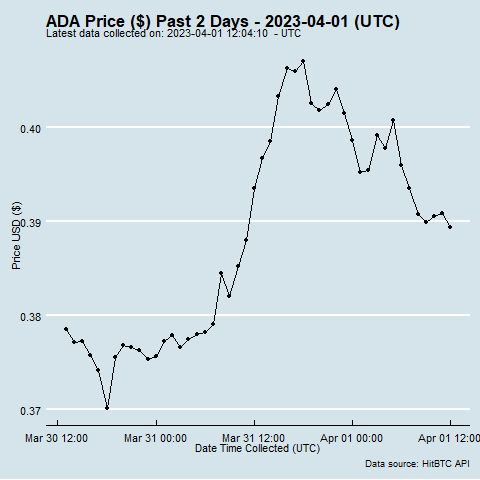 ADA Price ($) Past 2 Days - 2023-04-01 (UTC)
Latest data collected on: 2023-04-01 12:04:10  - UTC
Price USD ($)
0.40
0.39
0.38
0.37
Mar 30 12:00 Mar 31 00:00 Mar 31 12:00 Apr 01 00:00 Apr 01 12:00
Date Time Collected (UTC)
Data source: HitBTC API